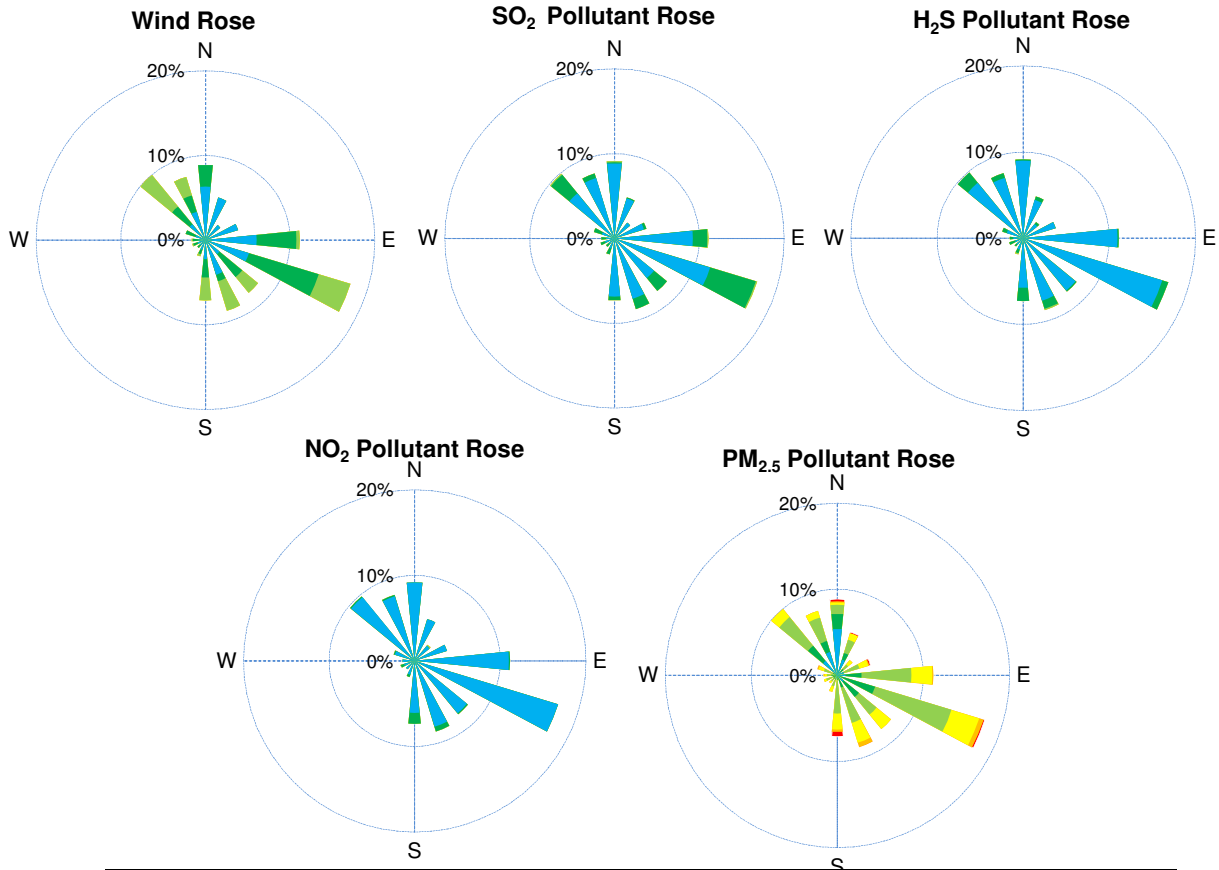 Wind Rose
N
20%
10%
0%
W
E
S
SO₂ Pollutant Rose
N
20%
10%
0%
W
E
S
H₂S Pollutant Rose
N
20%
10%
0%
W
E
S
NO₂ Pollutant Rose
N
20%
10%
0%
W
E
S
PM₂.₅ Pollutant Rose
N
20%
10%
0%
W
E
S